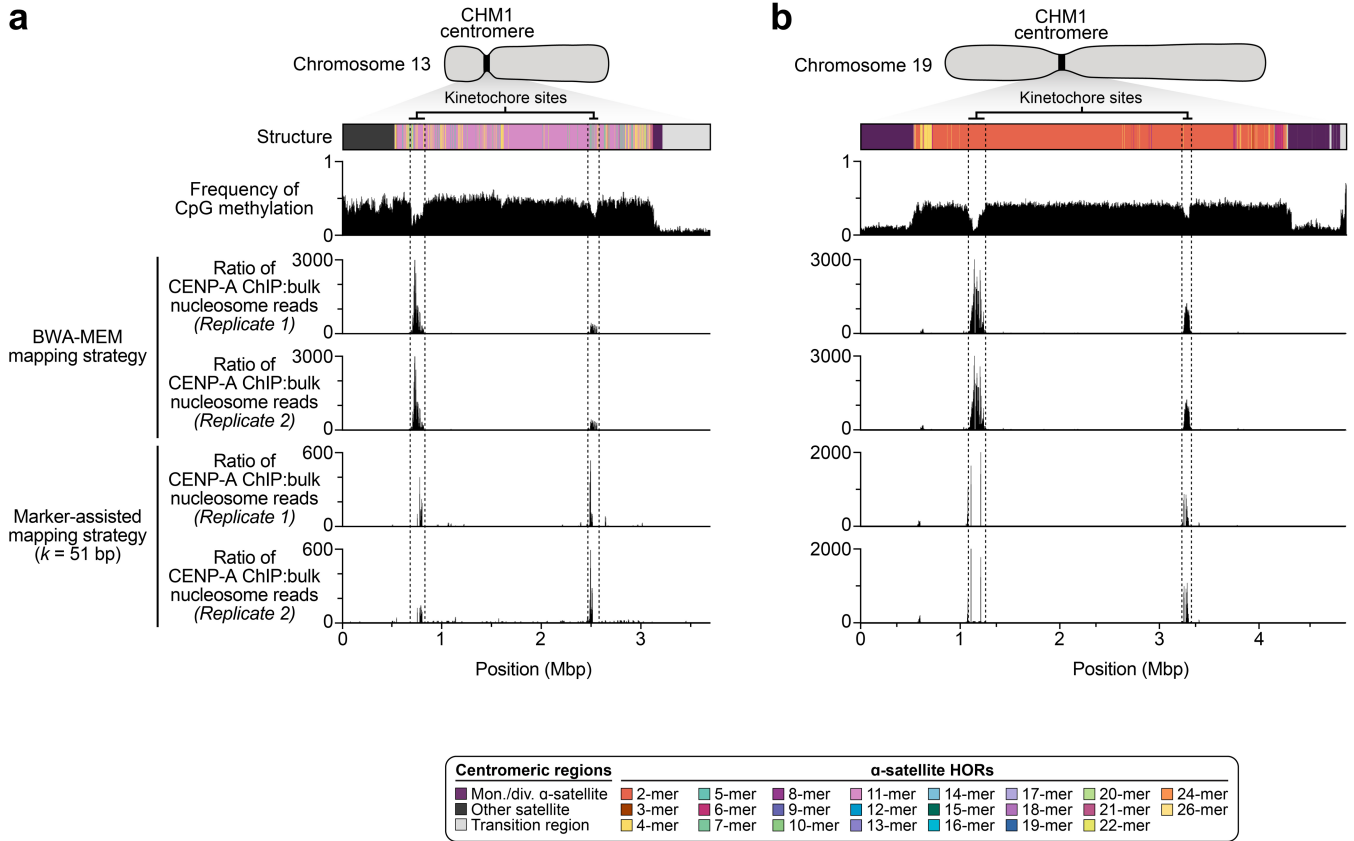 a
CHM1
centromere
Chromosome 13
Kinetochore sites
Structure
1
Frequency of
CpG methylation
0
BWA-MEM
mapping strategy
3000
Ratio of
CENP-A ChIP:bulk
nucleosome reads
(Replicate 1)
0
3000
Ratio of
CENP-A ChIP:bulk
nucleosome reads
(Replicate 2)
0
Marker-assisted
mapping strategy
(k = 51 bp)
600
Ratio of
CENP-A ChIP:bulk
nucleosome reads
(Replicate 1)
0
600
Ratio of
CENP-A ChIP:bulk
nucleosome reads
(Replicate 2)
0
0 1 2 3
Position (Mbp)
b
CHM1
centromere
Chromosome 19
Kinetochore sites
1
0
3000
0
3000
0
2000
0
2000
0
0 1 2 3 4
Position (Mbp)
Centromeric regions
Mon./div. α-satellite
Other satellite
Transition region
α-satellite HORs
2-mer 5-mer 8-mer 11-mer 14-mer 17-mer 20-mer 24-mer
3-mer 6-mer 9-mer 12-mer 15-mer 18-mer 21-mer 26-mer
4-mer 7-mer 10-mer 13-mer 16-mer 19-mer 22-mer